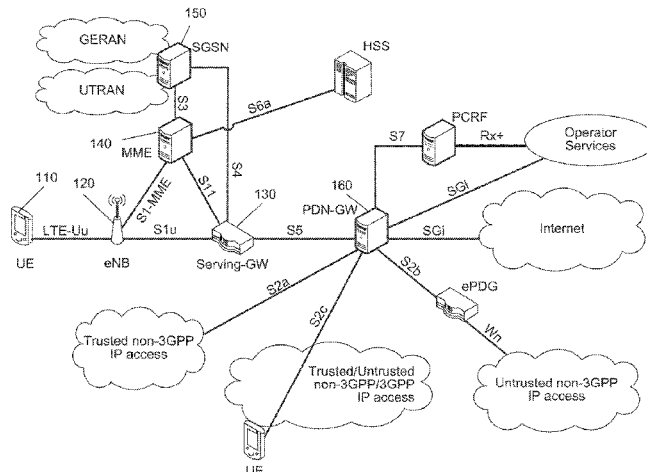 150
GERAN
SGSN
HSS
UTRAN
S3
S6a
PCRF
140
MME
S7
Rx+
Operator
Services
S4
110
120
S1-MME
S11
130
160
PDN-GW
SGi
LTE-Uu
S1u
S5
SGi
Internet
UE
eNB
Serving-GW
S2a
S2c
S2b
ePDG
Wn
Trusted non-3GPP
IP access
Trusted/Untrusted
non-3GPP/3GPP
IP access
Untrusted non-3GPP
IP access
UE